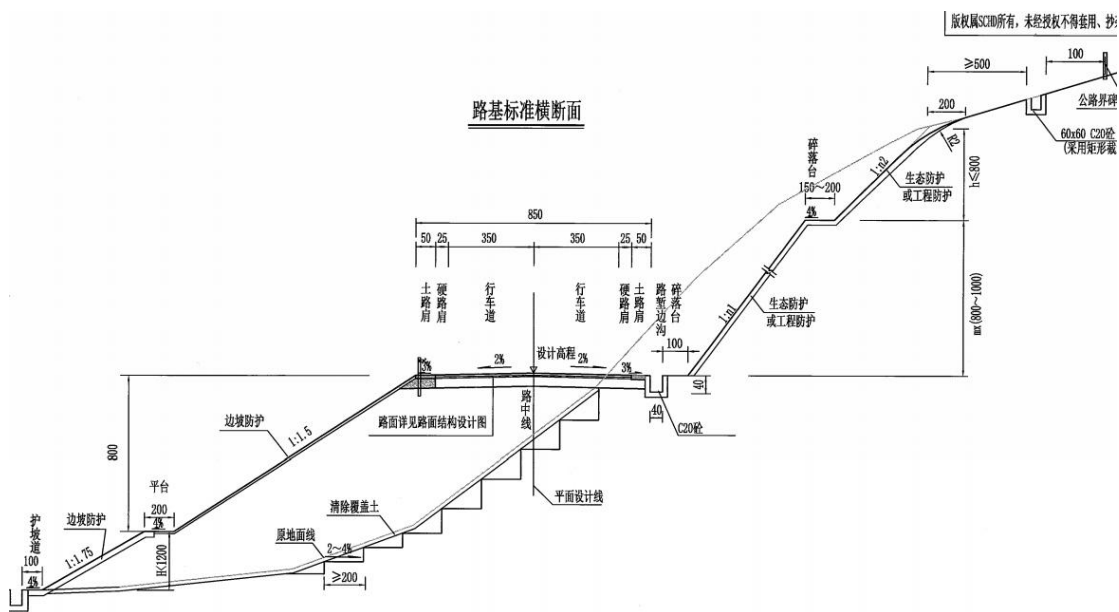 版权属SCHD所有，未经授权不得套用、抄
≥500
100
公路界碑
200
60x60 C20砼
(采用矩形截
R2
路基标准横断面
碎落台
1:n2
生态防护
或工程防护
h≤800
150～200
4%
850
50
25
350
350
25
50
土路肩
硬路肩
行车道
行车道
硬路肩
土路肩
路堑边沟
碎落台
1:n1
生态防护
或工程防护
mx(800～1000)
100
设计高程
3%
2%
2%
3%
40
40
C20砼
路中线
路面详见路面结构设计图
边坡防护
1:1.5
800
平台
200
4%
平面设计线
清除覆盖土
原地面线
2～4%
≥200
护坡道
100
4%
边坡防护
1:1.75
H<1200